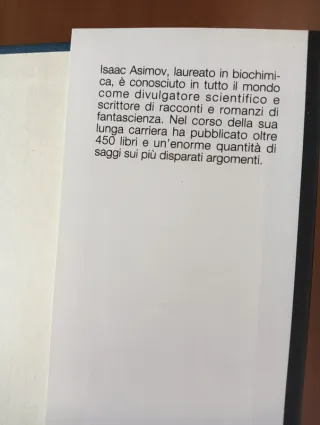 Isaac Asimov, laureato in biochimi-
ca, è conosciuto in tutto il mondo
come divulgatore scientifico e
scrittore di racconti e romanzi di
fantascienza. Nel corso della sua
lunga carriera ha pubblicato oltre
450 libri e un'enorme quantità di
saggi sui più disparati argomenti.